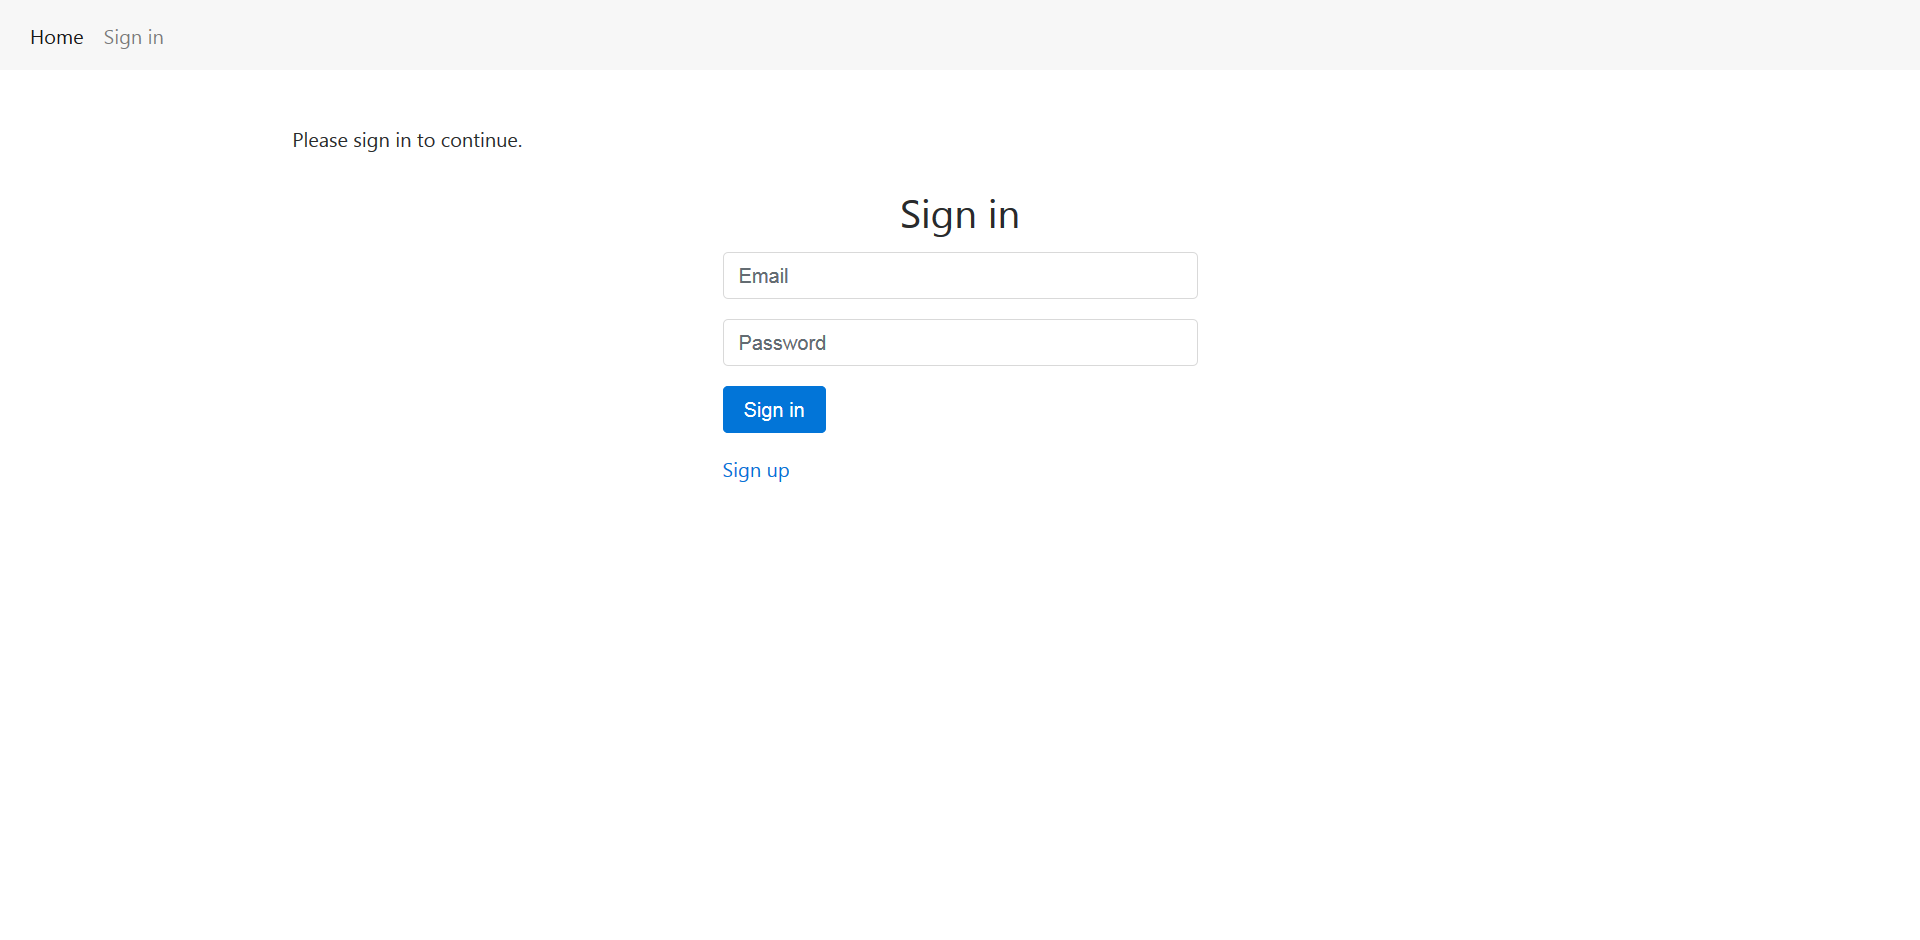 Home Sign in
Please sign in to continue.
Sign in
Email
Password
Sign in
Sign up